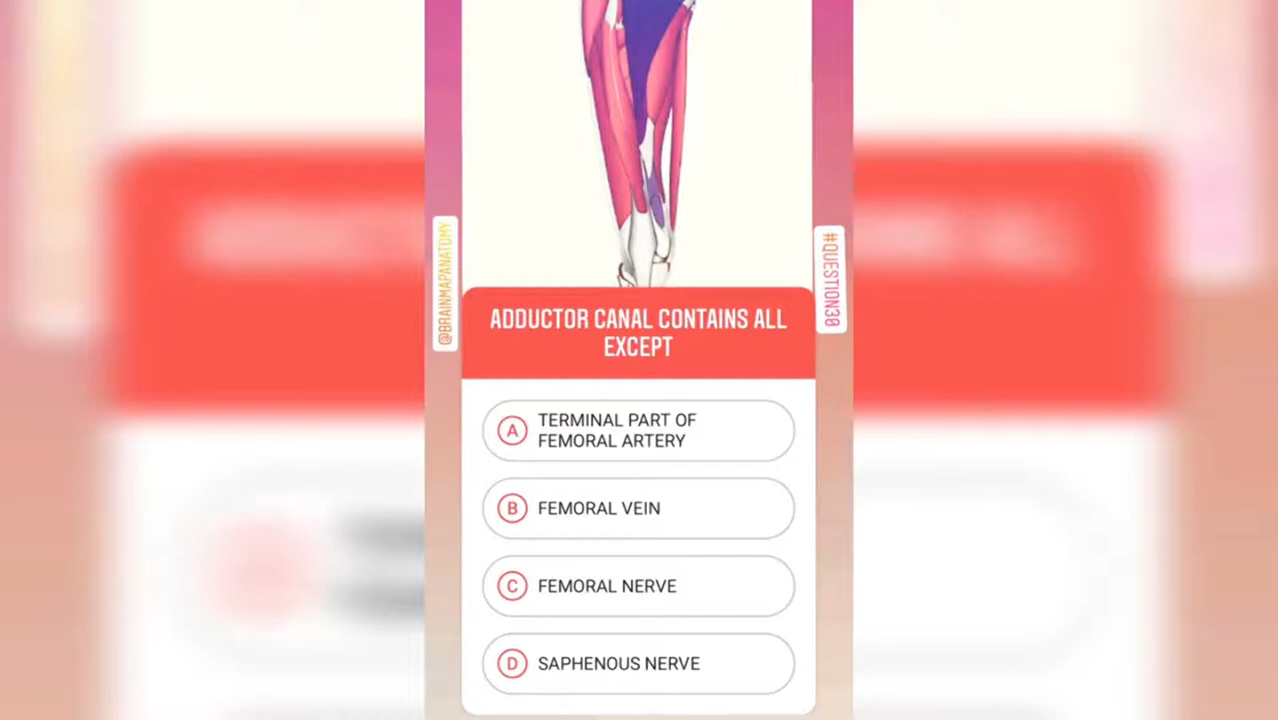 @BRAINMAPANATOMY
#QUESTION30
ADDUCTOR CANAL CONTAINS ALL
EXCEPT
A TERMINAL PART OF
FEMORAL ARTERY
B FEMORAL VEIN
C FEMORAL NERVE
D SAPHENOUS NERVE